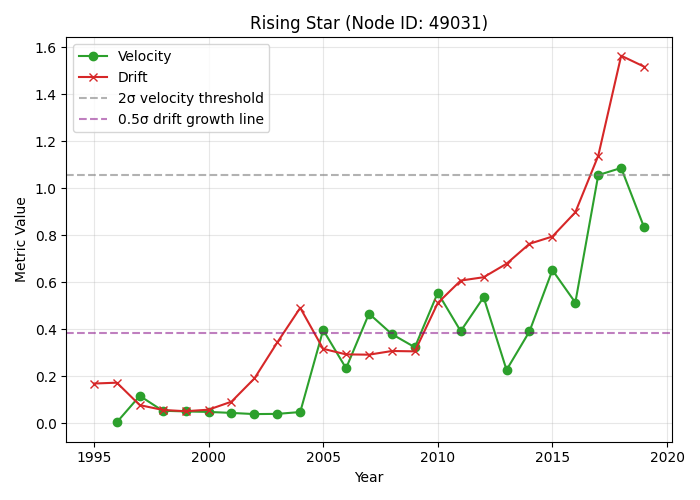 Rising Star (Node ID: 49031)
Velocity
Drift
2σ velocity threshold
0.5σ drift growth line
Metric Value
1.6
1.4
1.2
1.0
0.8
0.6
0.4
0.2
0.0
1995 2000 2005 2010 2015 2020
Year